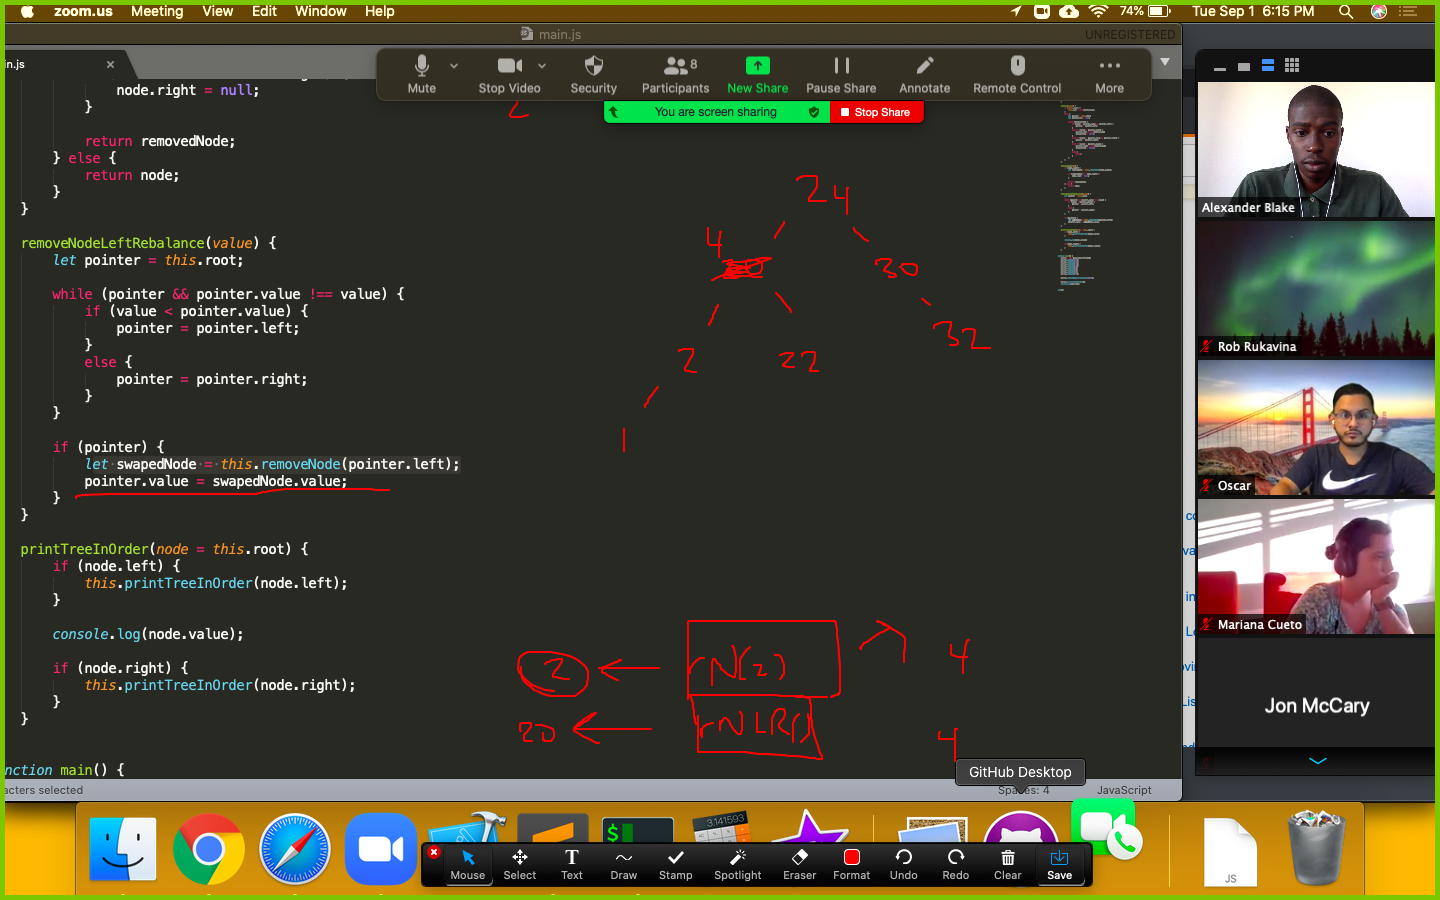 zoom.us Meeting View Edit Window Help
74% Tue Sep 1 6:15 PM
main.js
UNREGISTERED
in.js ×
Mute
Stop Video
Security
Participants
8
New Share
Pause Share
Annotate
Remote Control
More
You are screen sharing
Stop Share
node.right = null;
}
return removedNode;
} else {
return node;
}
}
removeNodeLeftRebalance(value) {
let pointer = this.root;
while (pointer && pointer.value !== value) {
if (value < pointer.value) {
pointer = pointer.left;
}
else {
pointer = pointer.right;
}
}
if (pointer) {
let swapedNode = this.removeNode(pointer.left);
pointer.value = swapedNode.value;
}
}
printTreeInOrder(node = this.root) {
if (node.left) {
this.printTreeInOrder(node.left);
}
console.log(node.value);
if (node.right) {
this.printTreeInOrder(node.right);
}
}
nction main() {
acters selected
Spaces: 4
JavaScript
2
24
4
30
32
2 22
1
2 ← rN(2) 4
20 ← rNLR() 4
Alexander Blake
Rob Rukavina
Oscar
Mariana Cueto
Jon McCary
GitHub Desktop
3.141593
JS
Mouse
Select
Text
Draw
Stamp
Spotlight
Eraser
Format
Undo
Redo
Clear
Save